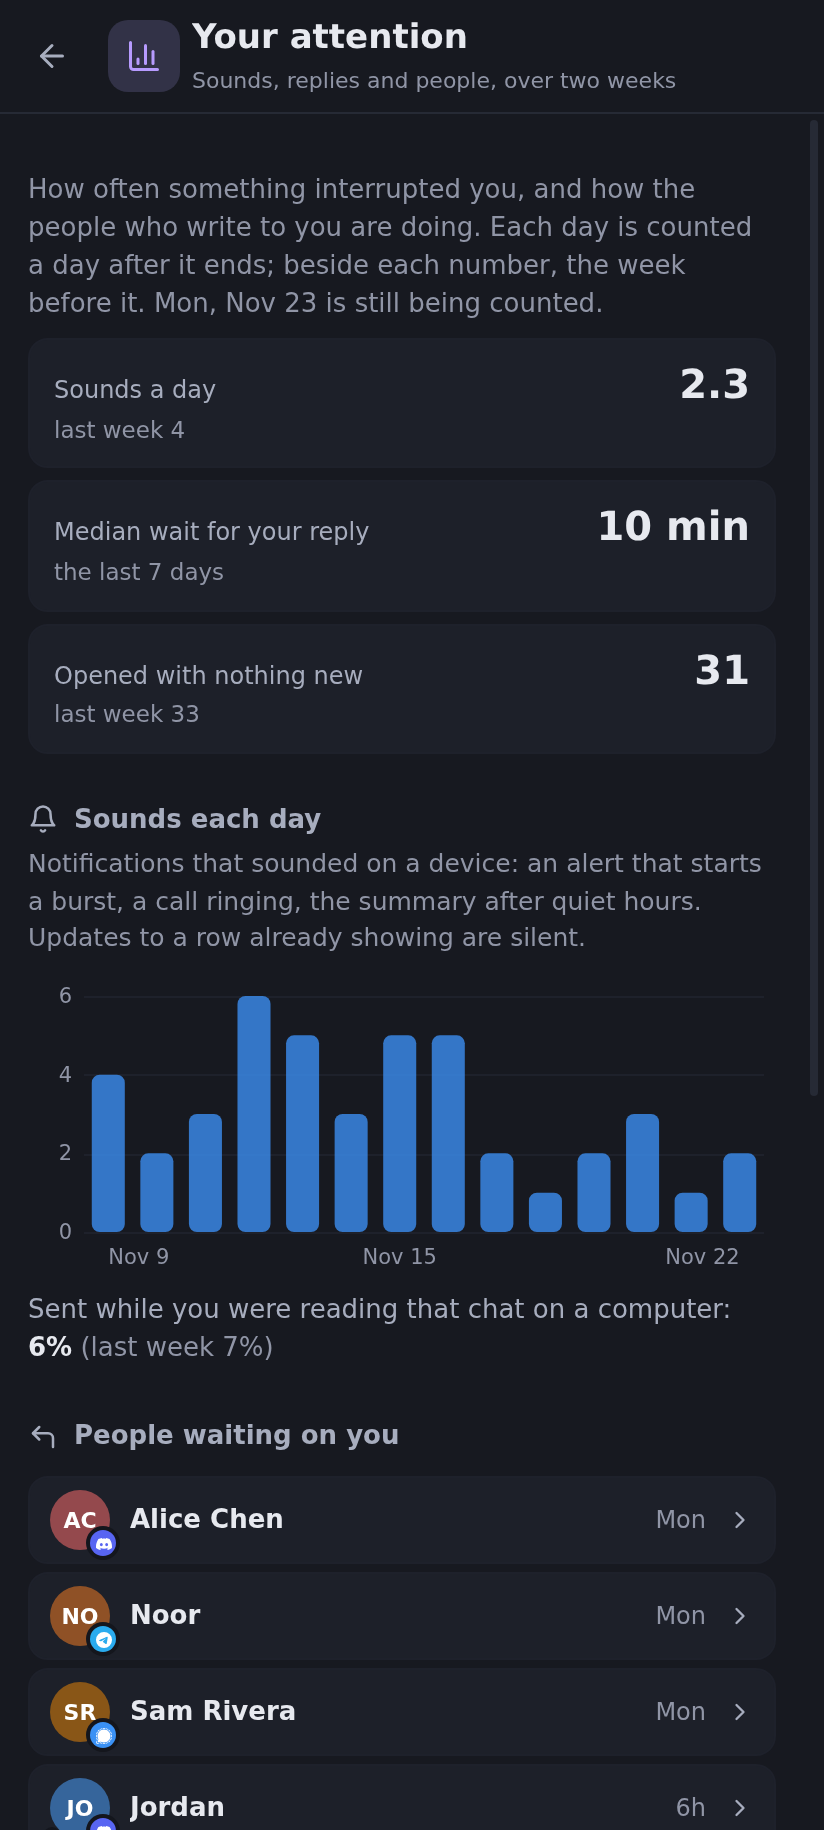 Your attention
Sounds, replies and people, over two weeks
How often something interrupted you, and how the
people who write to you are doing. Each day is counted
a day after it ends; beside each number, the week
before it. Mon, Nov 23 is still being counted.
Sounds a day
2.3
last week 4
Median wait for your reply
10 min
the last 7 days
Opened with nothing new
31
last week 33
Sounds each day
Notifications that sounded on a device: an alert that starts
a burst, a call ringing, the summary after quiet hours.
Updates to a row already showing are silent.
6
4
2
0
Nov 9 Nov 15 Nov 22
Sent while you were reading that chat on a computer:
6% (last week 7%)
People waiting on you
AC Alice Chen Mon
NO Noor Mon
SR Sam Rivera Mon
JO Jordan 6h